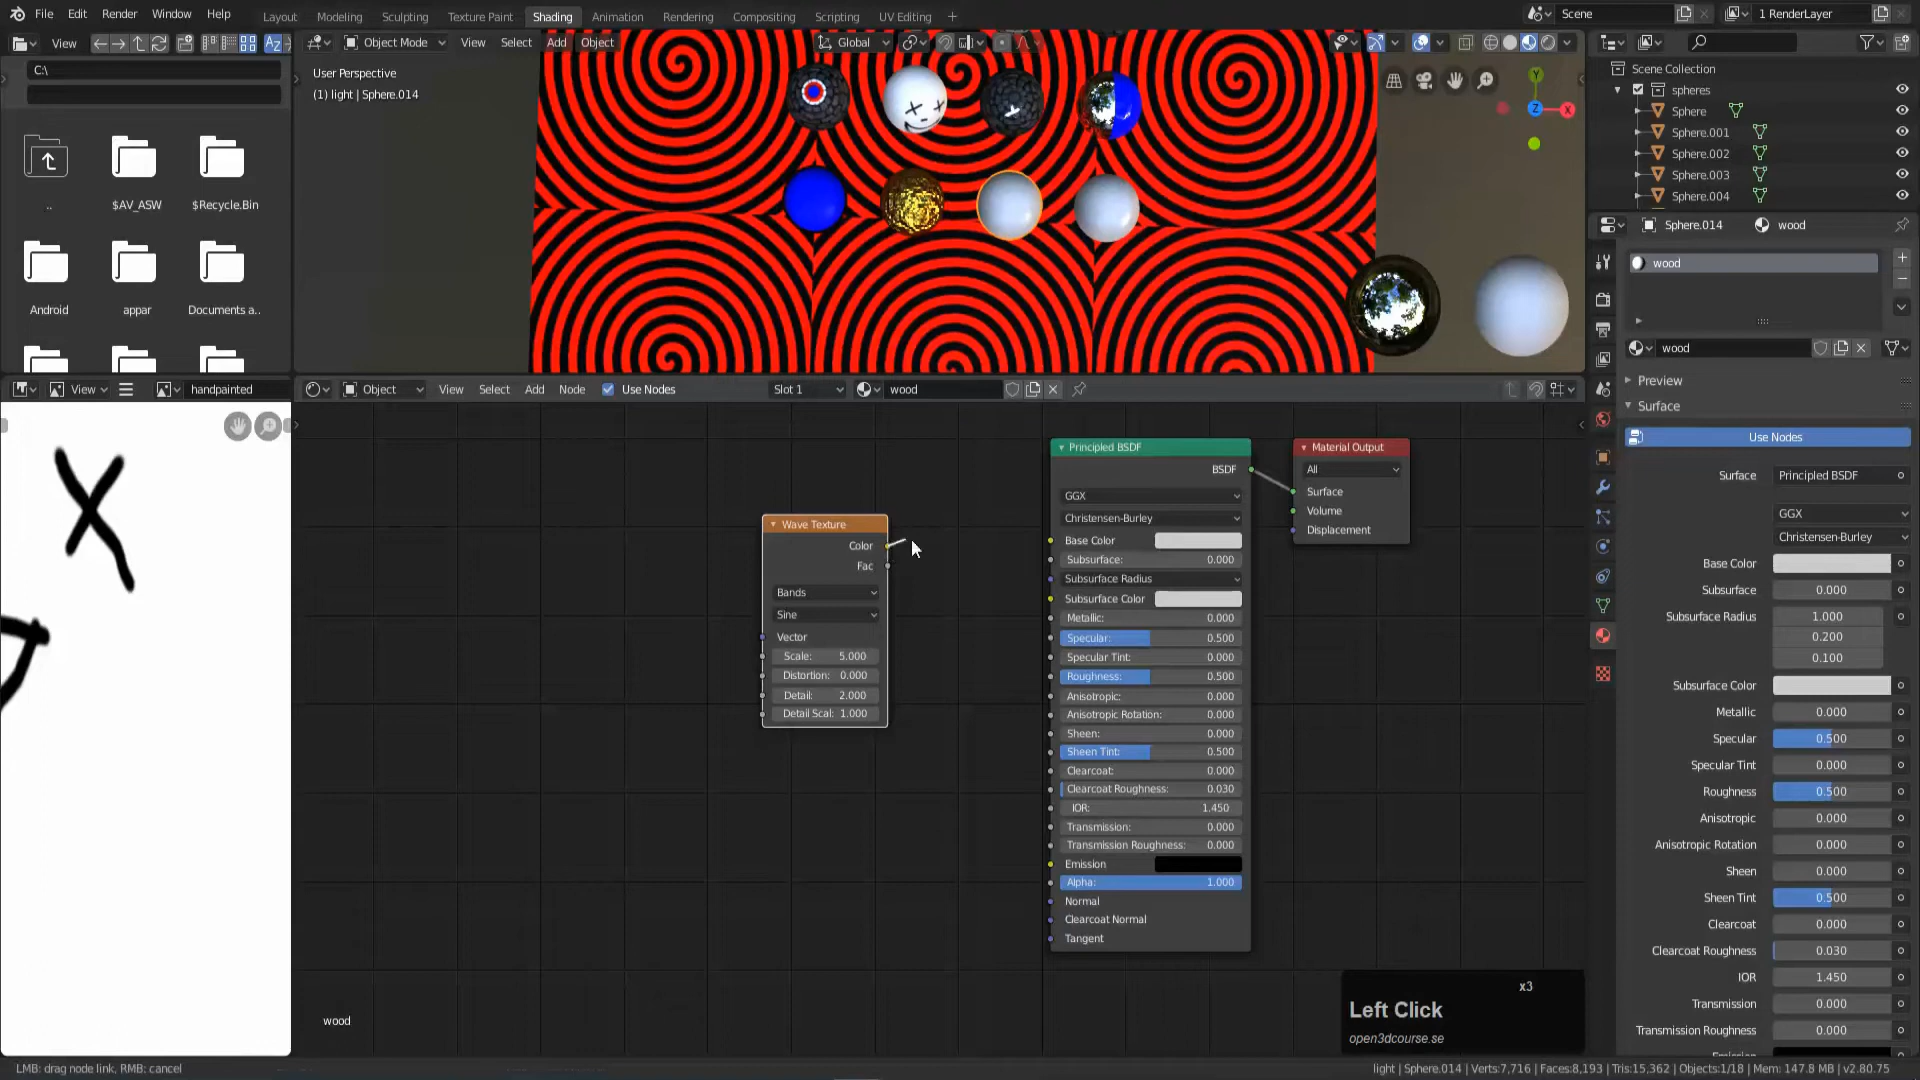 File Edit Render Window Help Layout Modeling Sculpting Texture Paint UV Editing Shading Animation Rendering Compositing Scripting UV Editing + Scene 1 RenderLayer
View
C:\
.. $AV_ASW $Recycle.Bin
Android appar Documents a..
Object Mode View Select Add Object Global
User Perspective
(1) light | Sphere.014
Y
Z X
Scene Collection
spheres
Sphere
Sphere.001
Sphere.002
Sphere.003
Sphere.004
View handpainted
Object View Select Add Node Use Nodes Slot 1 wood
Wave Texture
Color
Fac
Bands
Sine
Vector
Scale: 5.000
Distortion: 0.000
Detail: 2.000
Detail Scal: 1.000
Principled BSDF
BSDF
GGX
Christensen-Burley
Base Color
Subsurface: 0.000
Subsurface Radius
Subsurface Color
Metallic: 0.000
Specular: 0.500
Specular Tint: 0.000
Roughness: 0.500
Anisotropic: 0.000
Anisotropic Rotation: 0.000
Sheen: 0.000
Sheen Tint: 0.500
Clearcoat: 0.000
Clearcoat Roughness: 0.030
IOR: 1.450
Transmission: 0.000
Transmission Roughness: 0.000
Emission
Alpha: 1.000
Normal
Clearcoat Normal
Tangent
Material Output
All
Surface
Volume
Displacement
wood
x3
Left Click
open3dcourse.se
Sphere.014 wood
wood
wood
Preview
Surface
Use Nodes
Surface Principled BSDF
GGX
Christensen-Burley
Base Color
Subsurface 0.000
Subsurface Radius 1.000
0.200
0.100
Subsurface Color
Metallic 0.000
Specular 0.500
Specular Tint 0.000
Roughness 0.500
Anisotropic 0.000
Anisotropic Rotation 0.000
Sheen 0.000
Sheen Tint 0.500
Clearcoat 0.000
Clearcoat Roughness 0.030
IOR 1.450
Transmission 0.000
Transmission Roughness 0.000
LMB: drag node link, RMB: cancel
light | Sphere.014 | Verts:7,716 | Faces:8,193 | Tris:15,362 | Objects:1/18 | Mem: 147.8 MB | v2.80.75